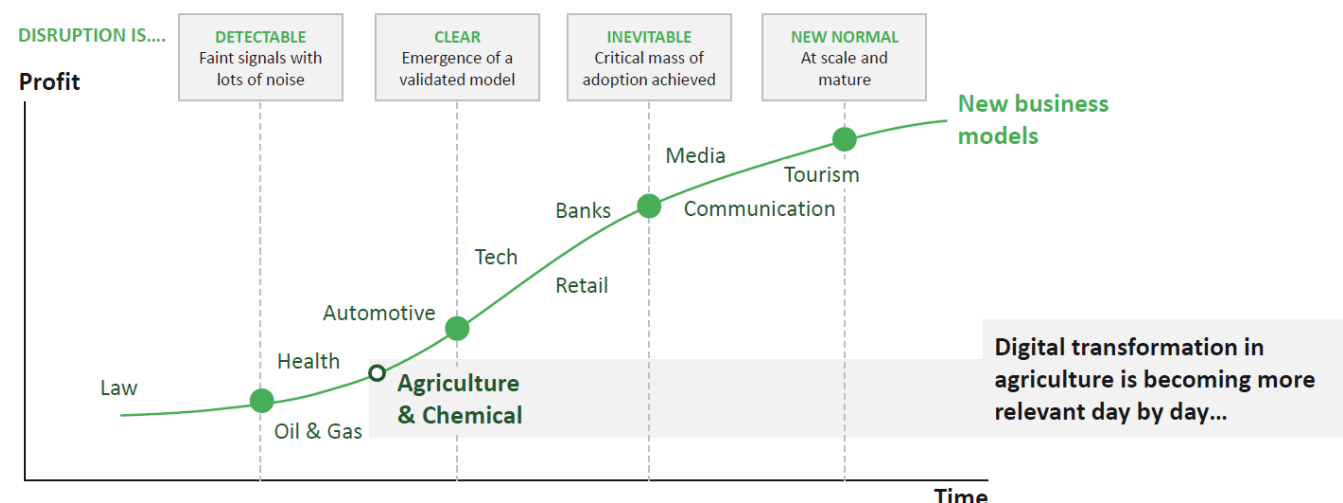 DISRUPTION IS....
DETECTABLE
Faint signals with
lots of noise
CLEAR
Emergence of a
validated model
INEVITABLE
Critical mass of
adoption achieved
NEW NORMAL
At scale and
mature
Profit
New business
models
Media
Tourism
Banks
Communication
Tech
Retail
Automotive
Health
Law
Agriculture
& Chemical
Oil & Gas
Digital transformation in
agriculture is becoming more
relevant day by day...
Time